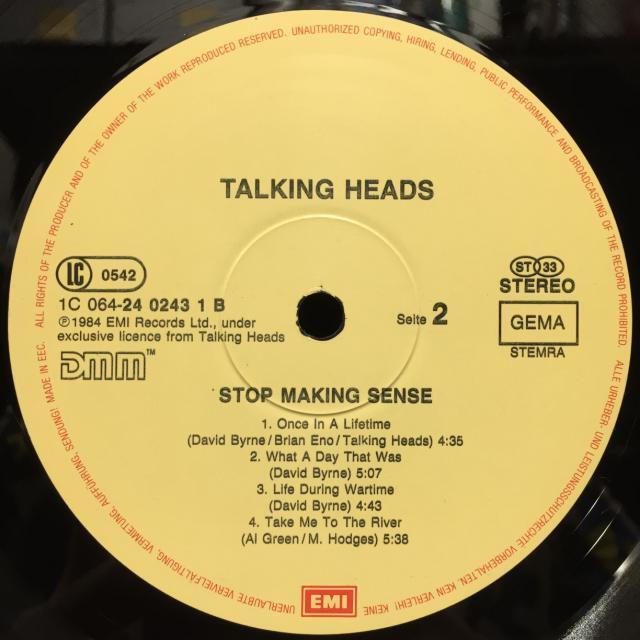 MADE IN EEC. ALL RIGHTS OF THE PRODUCER AND OF THE OWNER OF THE WORK REPRODUCED RESERVED. UNAUTHORIZED COPYING, HIRING, LENDING, PUBLIC PERFORMANCE AND BROADCASTING OF THE RECORD PROHIBITED. ALLE URHEBER- UND LEISTUNGSSCHUTZRECHTE VORBEHALTEN. KEIN VERLEIH! KEINE UNERLAUBTE VERVIELFÄLTIGUNG, VERMIETUNG, AUFFÜHRUNG, SENDUNG!
TALKING HEADS
LC 0542
ST 33
STEREO
1C 064-24 0243 1 B
℗1984 EMI Records Ltd., under
exclusive licence from Talking Heads
DMM™
Seite 2
GEMA
STEMRA
STOP MAKING SENSE
1. Once In A Lifetime
(David Byrne/Brian Eno/Talking Heads) 4:35
2. What A Day That Was
(David Byrne) 5:07
3. Life During Wartime
(David Byrne) 4:43
4. Take Me To The River
(Al Green/M. Hodges) 5:38
EMI